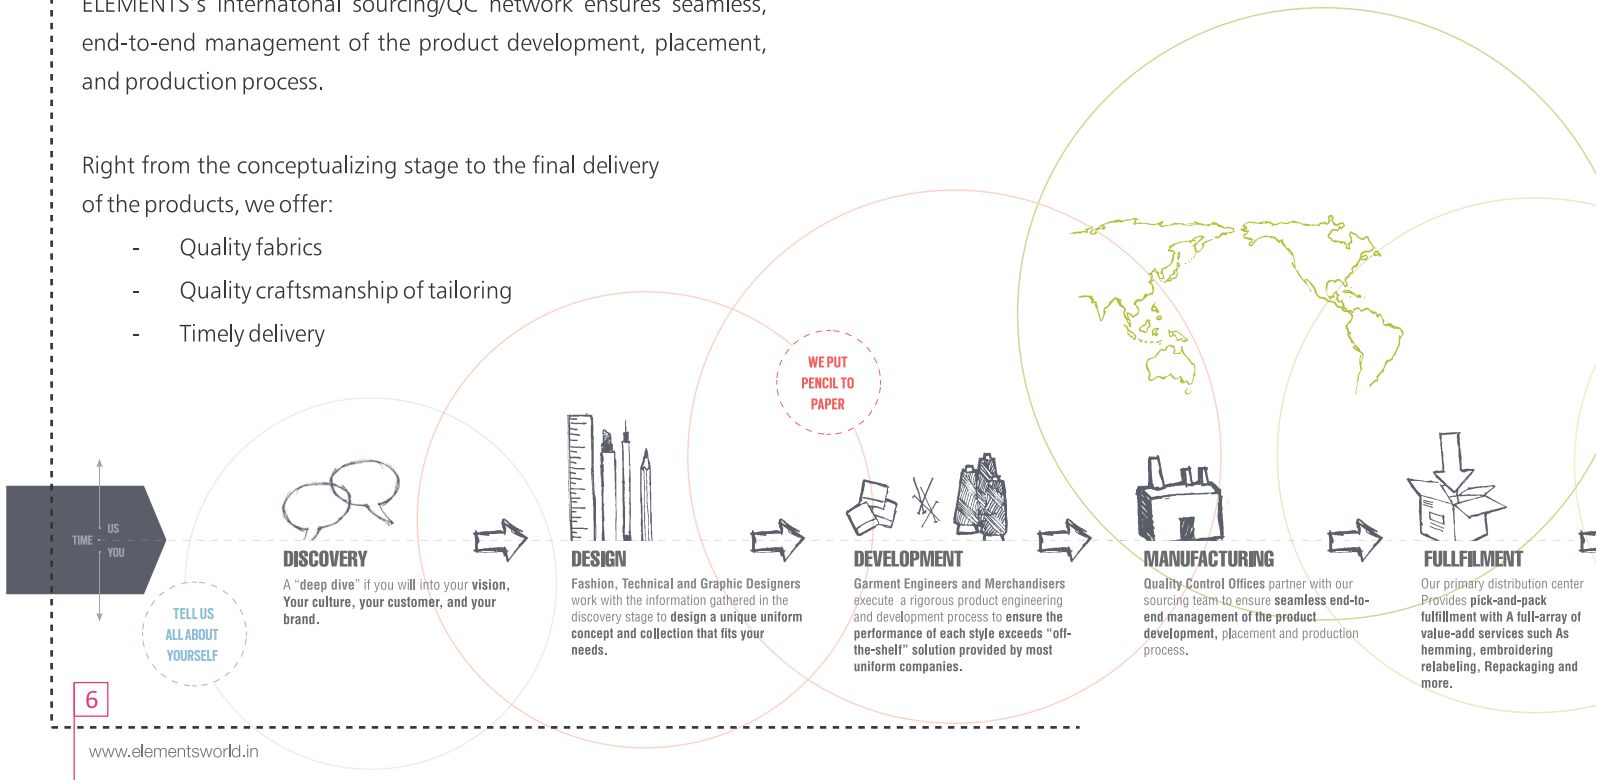 ELEMENTS's internatonal sourcing/QC network ensures seamless,
end-to-end management of the product development, placement,
and production process.
Right from the conceptualizing stage to the final delivery
of the products, we offer:
- Quality fabrics
- Quality craftsmanship of tailoring
- Timely delivery
WE PUT
PENCIL TO
PAPER
TIME
US
YOU
TELL US
ALL ABOUT
YOURSELF
DISCOVERY
A “deep dive” if you will into your vision,
Your culture, your customer, and your
brand.
DESIGN
Fashion, Technical and Graphic Designers
work with the information gathered in the
discovery stage to design a unique uniform
concept and collection that fits your
needs.
DEVELOPMENT
Garment Engineers and Merchandisers
execute a rigorous product engineering
and development process to ensure the
performance of each style exceeds “off-
the-shelf” solution provided by most
uniform companies.
MANUFACTURING
Quality Control Offices partner with our
sourcing team to ensure seamless end-to-
end management of the product
development, placement and production
process.
FULLFILMENT
Our primary distribution center
Provides pick-and-pack
fulfillment with A full-array of
value-add services such As
hemming, embroidering
relabeling, Repackaging and
more.
6
www.elementsworld.in